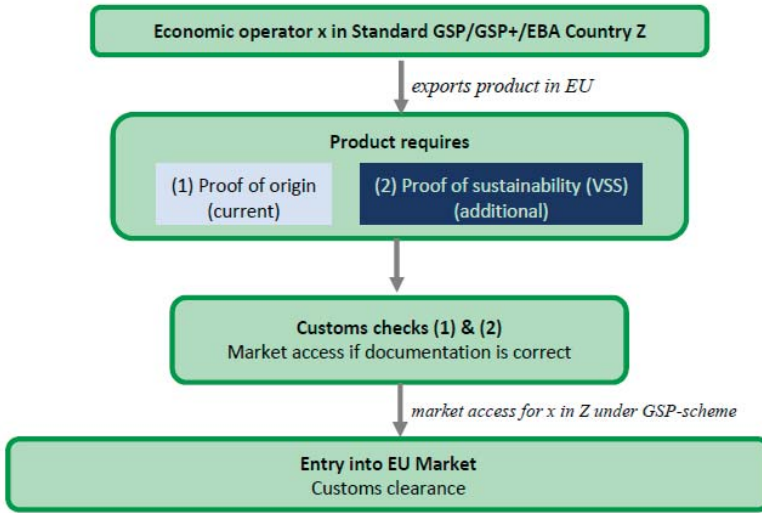 Economic operator x in Standard GSP/GSP+/EBA Country Z
exports product in EU
Product requires
(1) Proof of origin
(current)
(2) Proof of sustainability (VSS)
(additional)
Customs checks (1) & (2)
Market access if documentation is correct
market access for x in Z under GSP-scheme
Entry into EU Market
Customs clearance